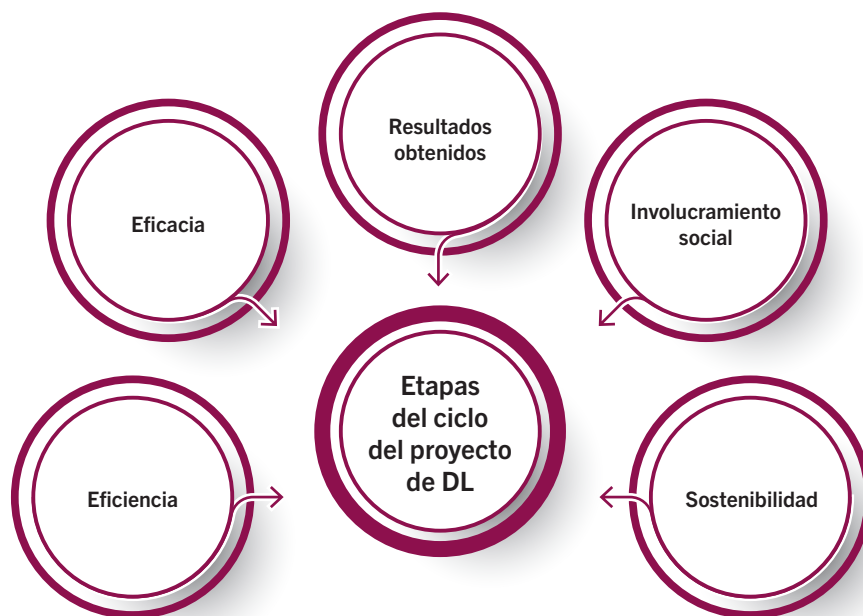 Resultados
obtenidos
Eficacia
Involucramiento
social
Etapas
del ciclo
del proyecto
de DL
Eficiencia
Sostenibilidad